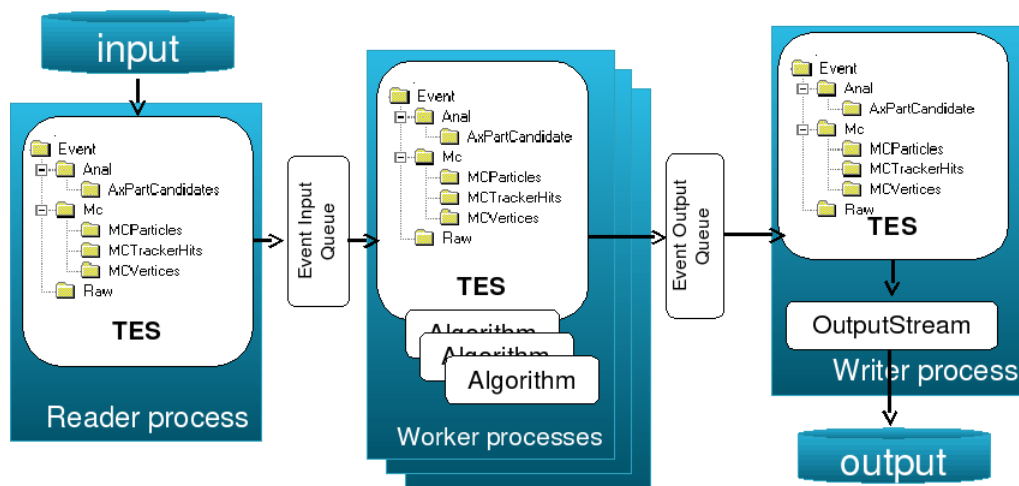 input
Event
Anal
AxPartCandidates
Mc
MCParticles
MCTrackerHits
MCVertices
Raw
TES
Reader process
Event Input
Queue
Event
Anal
AxPartCandidate
Mc
MCParticles
MCTrackerHits
MCVertices
Raw
TES
Algorithm
Algorithm
Algorithm
Worker processes
Event Output
Queue
Event
Anal
AxPartCandidate
Mc
MCParticles
MCTrackerHits
MCVertices
Raw
TES
OutputStream
Writer process
output